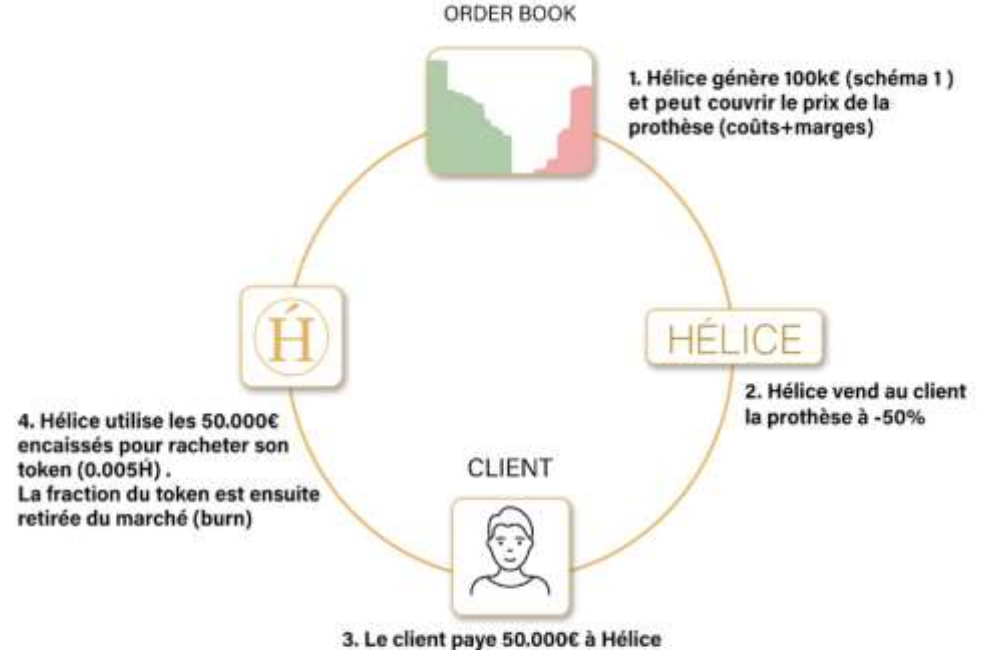 ORDER BOOK
1. Hélice génère 100k€ (schéma 1 )
et peut couvrir le prix de la
prothèse (coûts+marges)
H́
HÉLICE
2. Hélice vend au client
la prothèse à -50%
4. Hélice utilise les 50.000€
encaissés pour racheter son
token (0.005H́) .
La fraction du token est ensuite
retirée du marché (burn)
CLIENT
3. Le client paye 50.000€ à Hélice